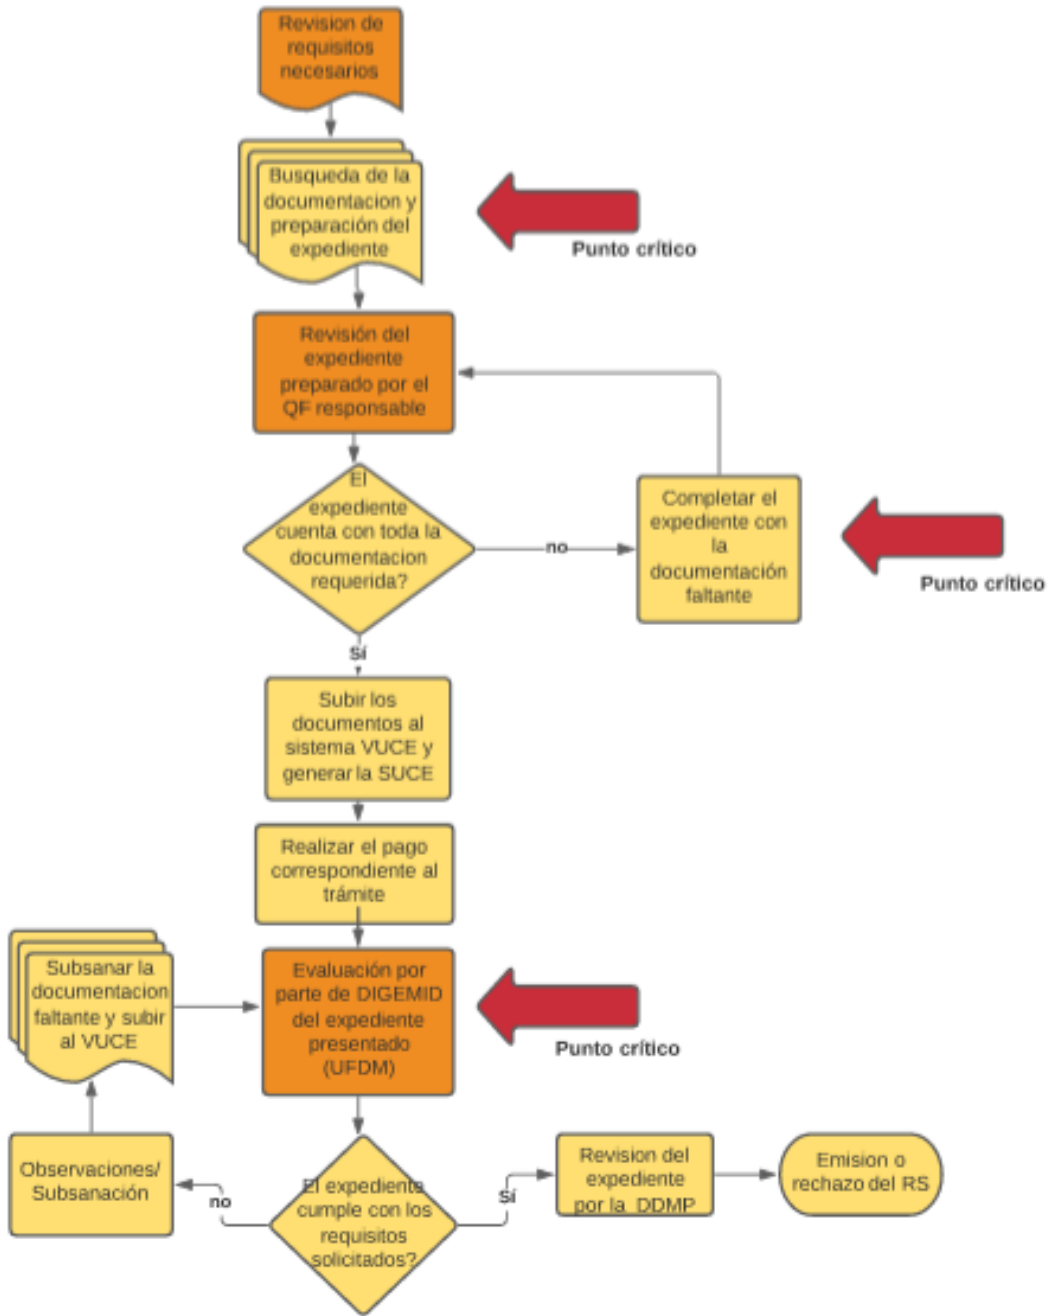 Revision de
requisitos
necesarios
Busqueda de la
documentacion y
preparación del
expediente
Punto crítico
Revisión del
expediente
preparado por el
QF responsable
El
expediente
cuenta con toda la
documentacion
requerida?
no
Completar el
expediente con
la
documentación
faltante
Punto crítico
Sí
Subir los
documentos al
sistema VUCE y
generar la SUCE
Realizar el pago
correspondiente al
trámite
Subsanar la
documentacion
faltante y subir
al VUCE
Evaluación por
parte de DIGEMID
del expediente
presentado
(UFDM)
Punto crítico
Observaciones/
Subsanación
no
El expediente
cumple con los
requisitos
solicitados?
Sí
Revision del
expediente
por la DDMP
Emision o
rechazo del RS